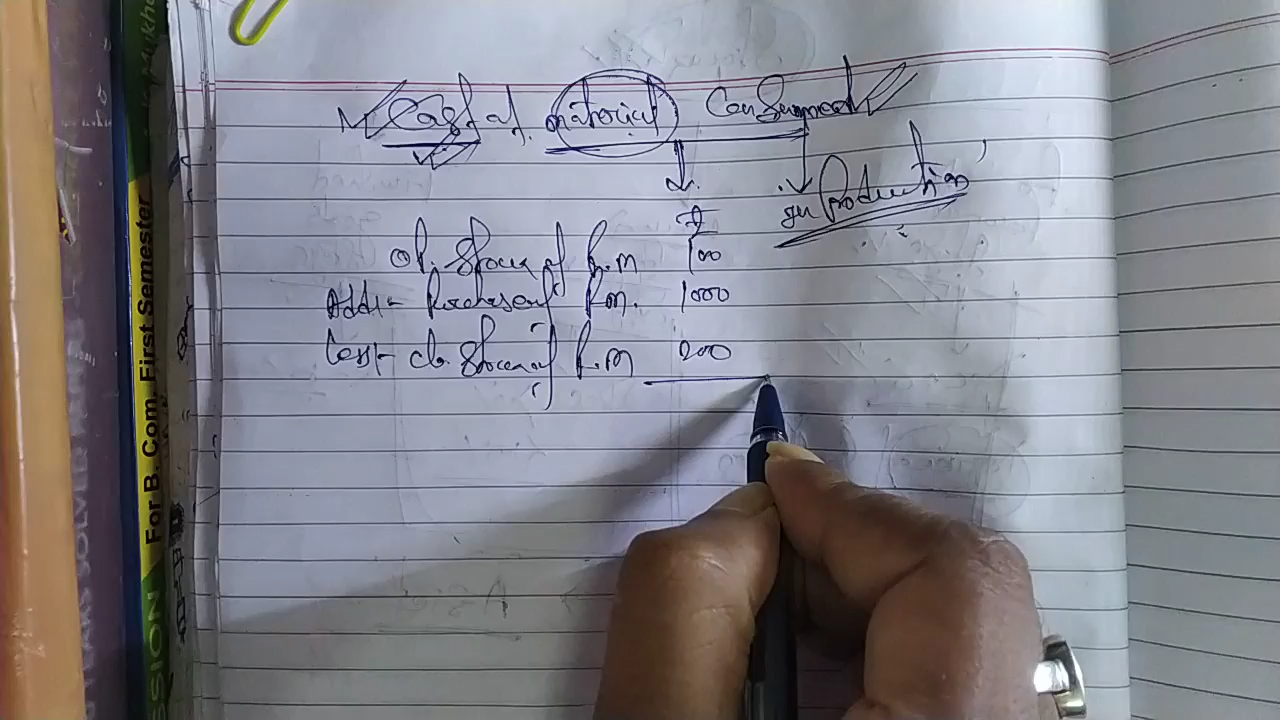 Cost of material Consumed
in Production
₹
OP. Stock of R.M 100
Add:- Purchase of R.M. 1000
Less:- Cl. Stock of R.M 200
For B. Com. First Semester